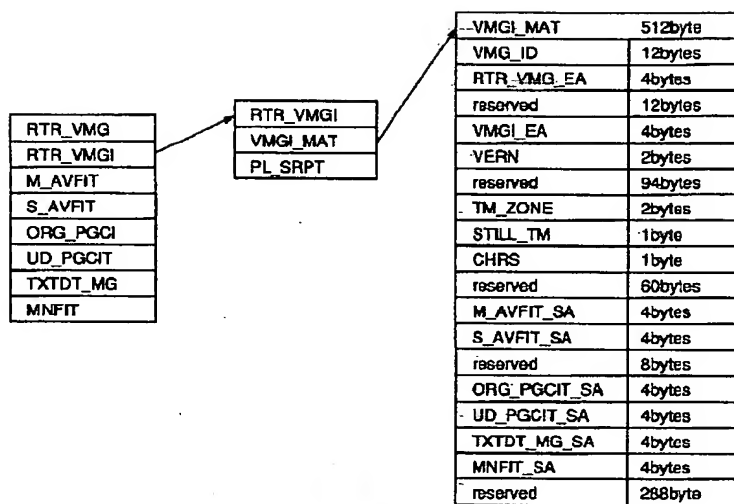 RTR_VMG
RTR_VMGI
M_AVFIT
S_AVFIT
ORG_PGCI
UD_PGCIT
TXTDT_MG
MNFIT
RTR_VMGI
VMGI_MAT
PL_SRPT
VMGI_MAT 512byte
VMG_ID 12bytes
RTR_VMG_EA 4bytes
reserved 12bytes
VMGI_EA 4bytes
VERN 2bytes
reserved 94bytes
TM_ZONE 2bytes
STILL_TM 1byte
CHRS 1byte
reserved 60bytes
M_AVFIT_SA 4bytes
S_AVFIT_SA 4bytes
reserved 8bytes
ORG_PGCIT_SA 4bytes
UD_PGCIT_SA 4bytes
TXTDT_MG_SA 4bytes
MNFIT_SA 4bytes
reserved 288byte